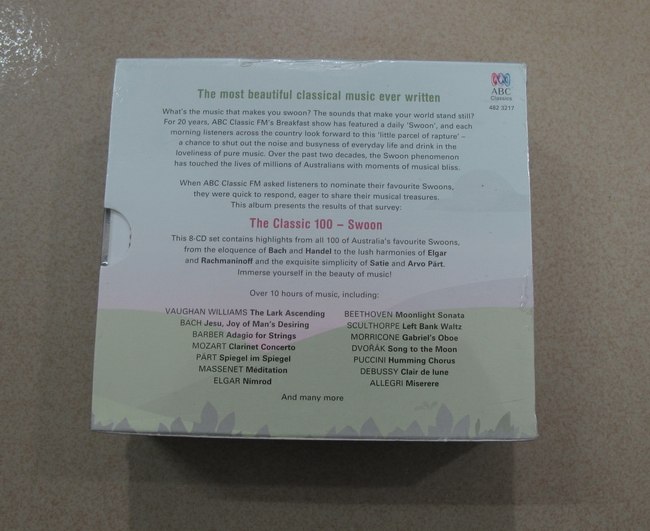 The most beautiful classical music ever written
ABC
Classics
482 3217
What's the music that makes you swoon? The sounds that make your world stand still?
For 20 years, ABC Classic FM's Breakfast show has featured a daily 'Swoon', and each
morning listeners across the country look forward to this 'little parcel of rapture' –
a chance to shut out the noise and busyness of everyday life and drink in the
loveliness of pure music. Over the past two decades, the Swoon phenomenon
has touched the lives of millions of Australians with moments of musical bliss.
When ABC Classic FM asked listeners to nominate their favourite Swoons,
they were quick to respond, eager to share their musical treasures.
This album presents the results of that survey:
The Classic 100 – Swoon
This 8-CD set contains highlights from all 100 of Australia's favourite Swoons,
from the eloquence of Bach and Handel to the lush harmonies of Elgar
and Rachmaninoff and the exquisite simplicity of Satie and Arvo Pärt.
Immerse yourself in the beauty of music!
Over 10 hours of music, including:
VAUGHAN WILLIAMS The Lark Ascending
BACH Jesu, Joy of Man's Desiring
BARBER Adagio for Strings
MOZART Clarinet Concerto
PÄRT Spiegel im Spiegel
MASSENET Méditation
ELGAR Nimrod
BEETHOVEN Moonlight Sonata
SCULTHORPE Left Bank Waltz
MORRICONE Gabriel's Oboe
DVOŘÁK Song to the Moon
PUCCINI Humming Chorus
DEBUSSY Clair de lune
ALLEGRI Miserere
And many more